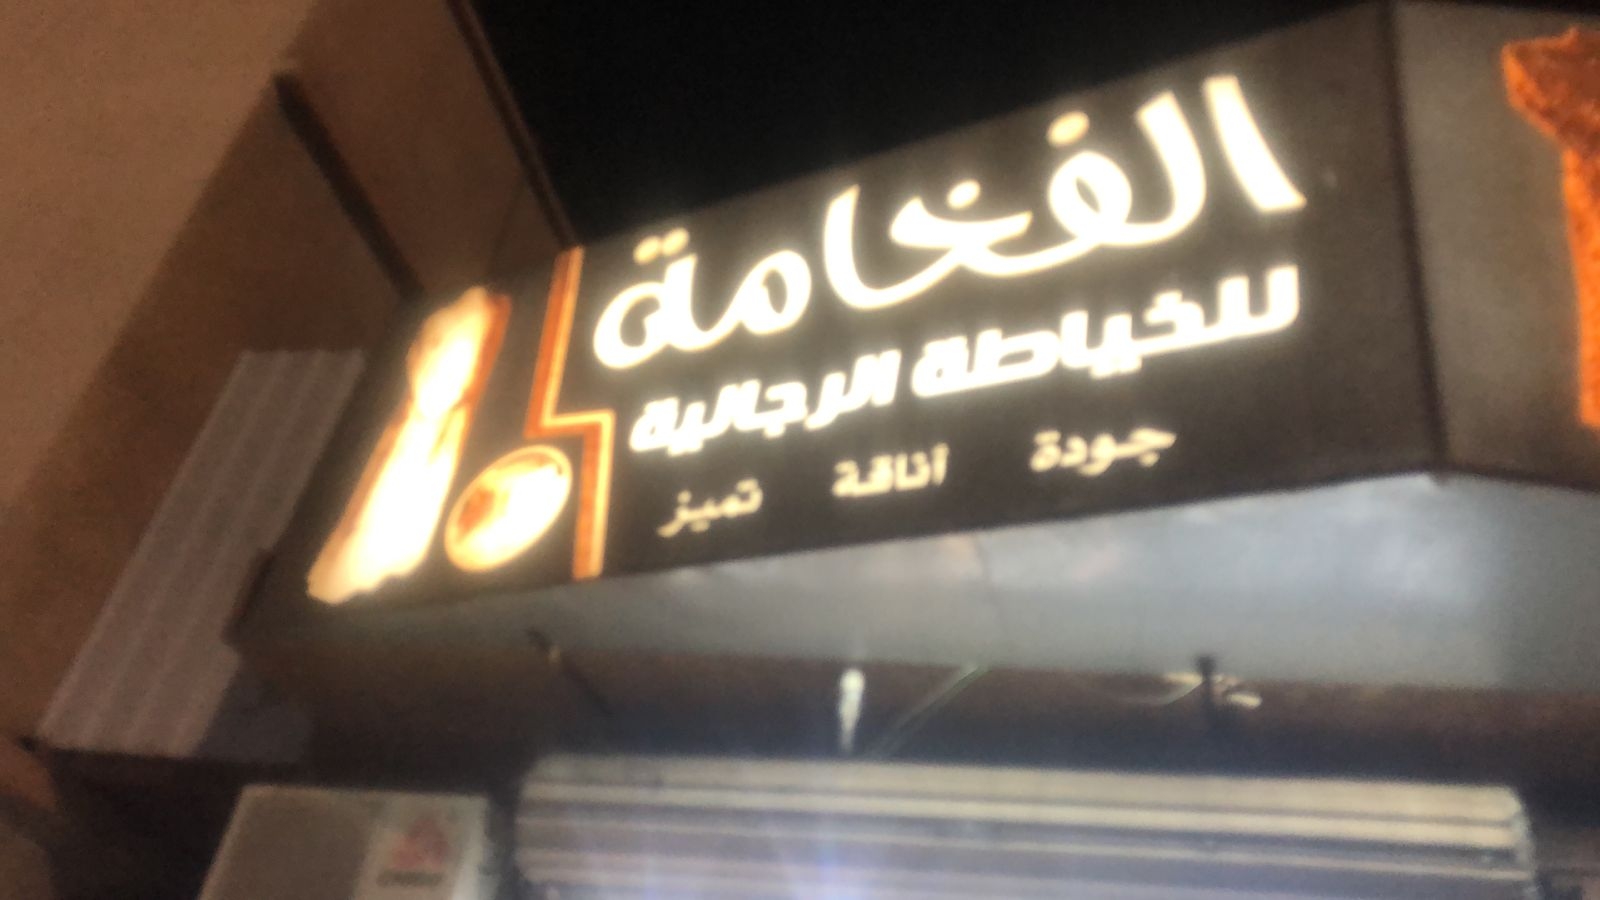 الفخامة
للخياطة الرجالية
جودة أناقة تميز